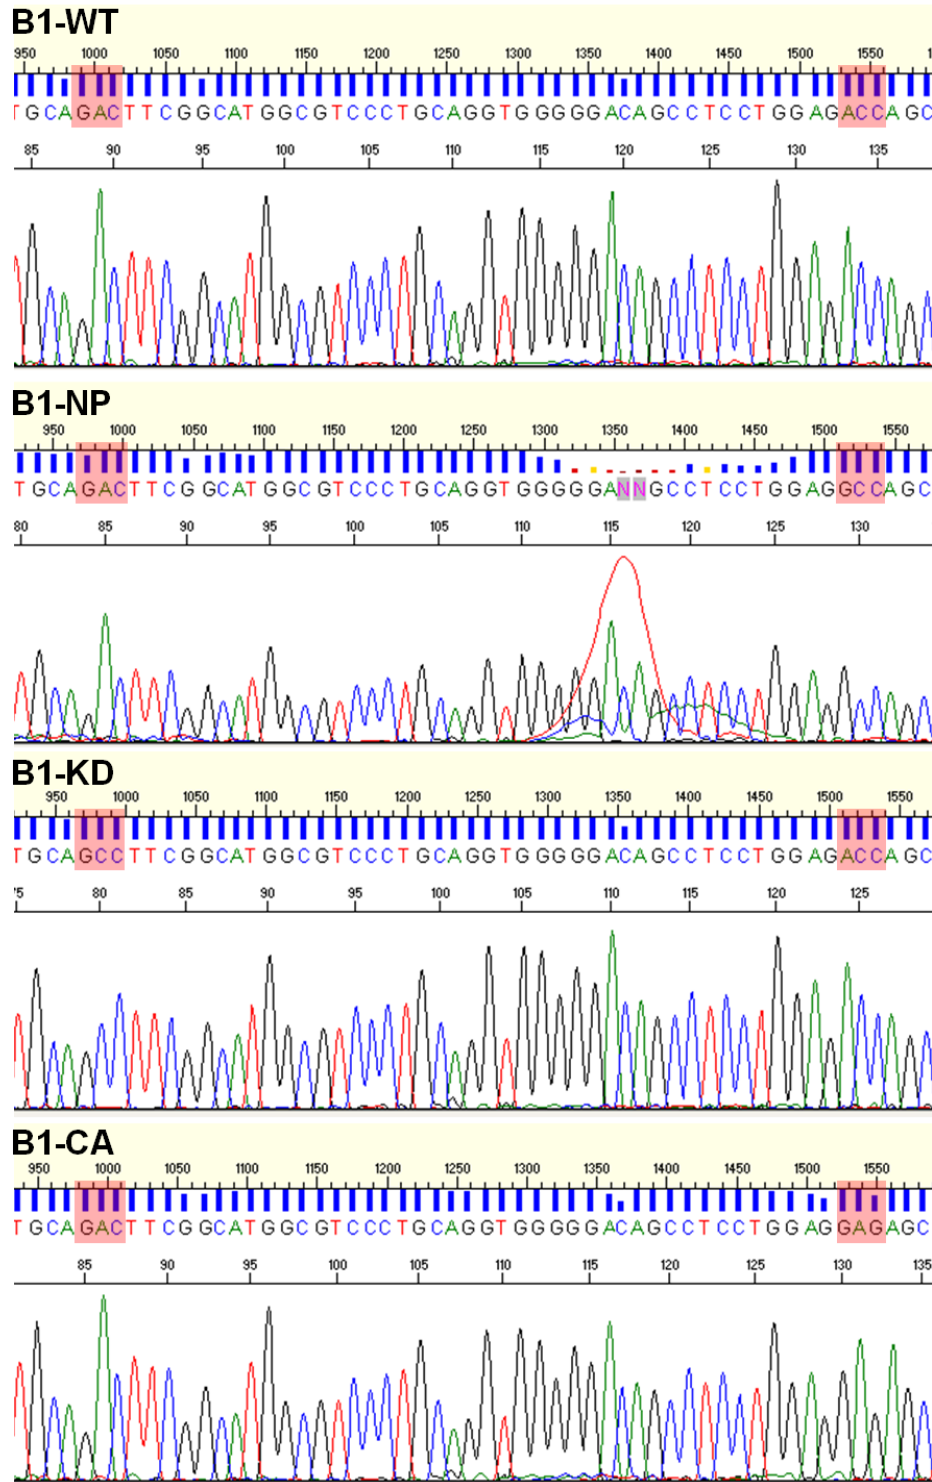 B1-WT
950 1000 1050 1100 1150 1200 1250 1300 1350 1400 1450 1500 1550
TGCAGACTTCGGCATGGCGTCCCTGCAGGTGGGGGACAGCCTCCTGGAGACCAGC
85 90 95 100 105 110 115 120 125 130 135
B1-NP
950 1000 1050 1100 1150 1200 1250 1300 1350 1400 1450 1500 1550
TGCAGACTTCGGCATGGCGTCCCTGCAGGTGGGGGANNGCCTCCTGGAGGCCAGC
80 85 90 95 100 105 110 115 120 125 130
B1-KD
950 1000 1050 1100 1150 1200 1250 1300 1350 1400 1450 1500 1550
TGCAGCCTTCGGCATGGCGTCCCTGCAGGTGGGGGACAGCCTCCTGGAGACCAGC
75 80 85 90 95 100 105 110 115 120 125
B1-CA
950 1000 1050 1100 1150 1200 1250 1300 1350 1400 1450 1500 1550
TGCAGACTTCGGCATGGCGTCCCTGCAGGTGGGGGACAGCCTCCTGGAGGAGAGC
85 90 95 100 105 110 115 120 125 130 135